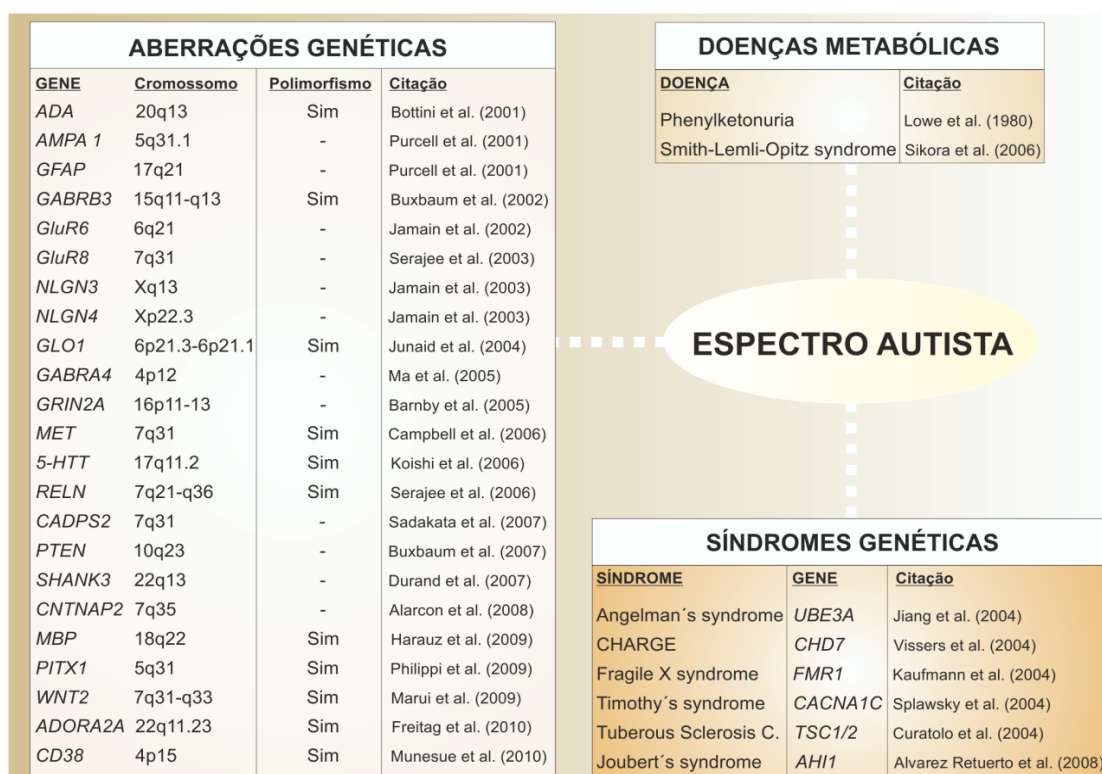 ABERRAÇÕES GENÉTICAS
GENE Cromossomo Polimorfismo Citação
ADA 20q13 Sim Bottini et al. (2001)
AMPA 1 5q31.1 - Purcell et al. (2001)
GFAP 17q21 - Purcell et al. (2001)
GABRB3 15q11-q13 Sim Buxbaum et al. (2002)
GluR6 6q21 - Jamain et al. (2002)
GluR8 7q31 - Serajee et al. (2003)
NLGN3 Xq13 - Jamain et al. (2003)
NLGN4 Xp22.3 - Jamain et al. (2003)
GLO1 6p21.3-6p21.1 Sim Junaid et al. (2004)
GABRA4 4p12 - Ma et al. (2005)
GRIN2A 16p11-13 - Barnby et al. (2005)
MET 7q31 Sim Campbell et al. (2006)
5-HTT 17q11.2 Sim Koishi et al. (2006)
RELN 7q21-q36 Sim Serajee et al. (2006)
CADPS2 7q31 - Sadakata et al. (2007)
PTEN 10q23 - Buxbaum et al. (2007)
SHANK3 22q13 - Durand et al. (2007)
CNTNAP2 7q35 - Alarcon et al. (2008)
MBP 18q22 Sim Harauz et al. (2009)
PITX1 5q31 Sim Philippi et al. (2009)
WNT2 7q31-q33 Sim Marui et al. (2009)
ADORA2A 22q11.23 Sim Freitag et al. (2010)
CD38 4p15 Sim Munesue et al. (2010)
DOENÇAS METABÓLICAS
DOENÇA Citação
Phenylketonuria Lowe et al. (1980)
Smith-Lemli-Opitz syndrome Sikora et al. (2006)
ESPECTRO AUTISTA
SÍNDROMES GENÉTICAS
SÍNDROME GENE Citação
Angelman´s syndrome UBE3A Jiang et al. (2004)
CHARGE CHD7 Vissers et al. (2004)
Fragile X syndrome FMR1 Kaufmann et al. (2004)
Timothy´s syndrome CACNA1C Splawsky et al. (2004)
Tuberous Sclerosis C. TSC1/2 Curatolo et al. (2004)
Joubert´s syndrome AHI1 Alvarez Retuerto et al. (2008)